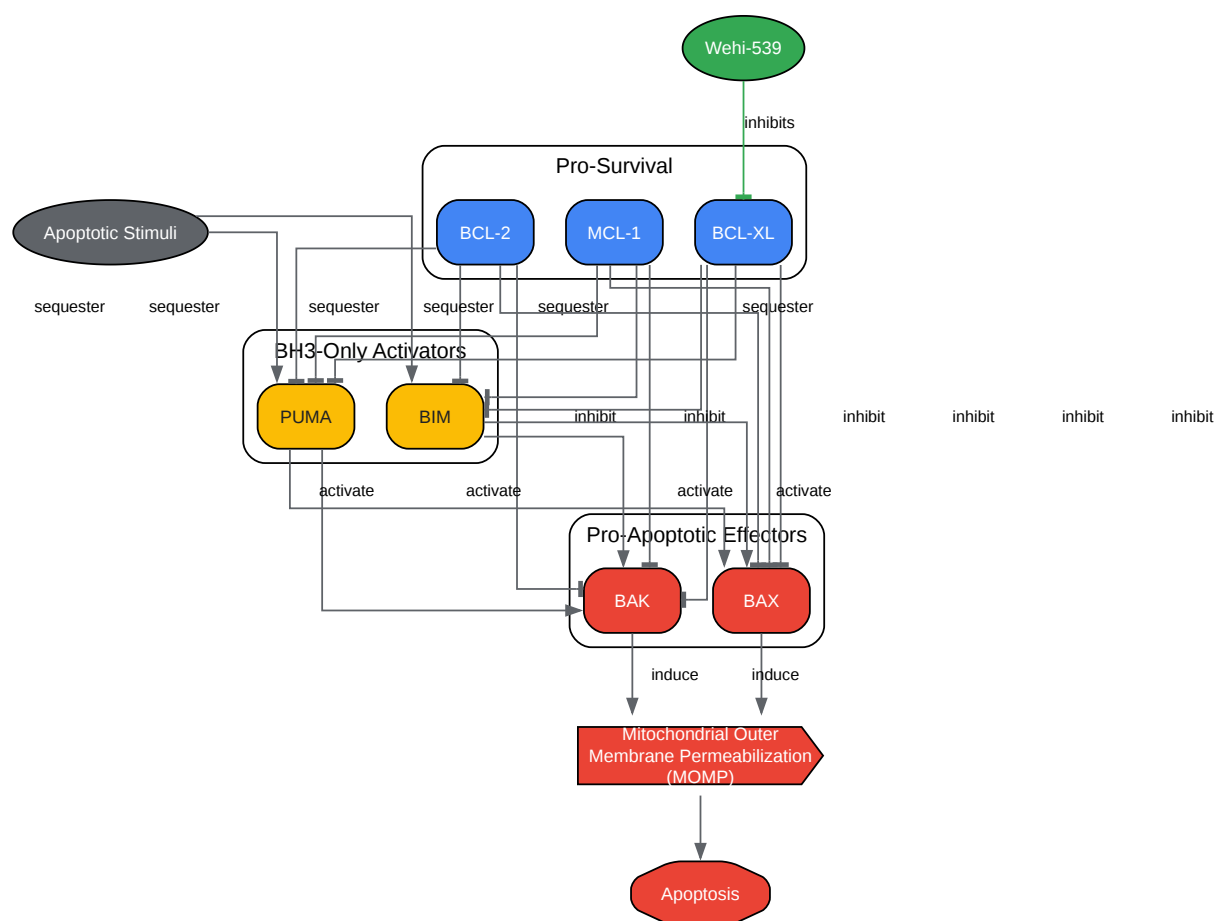 Wehi-539
inhibits
Pro-Survival
Apoptotic Stimuli
BCL-2
MCL-1
BCL-XL
sequester
sequester
sequester
sequester
sequester
sequester
BH3-Only Activators
PUMA
BIM
inhibit
inhibit
inhibit
inhibit
inhibit
inhibit
activate
activate
activate
activate
Pro-Apoptotic Effectors
BAK
BAX
induce
induce
Mitochondrial Outer
Membrane Permeabilization
(MOMP)
Apoptosis